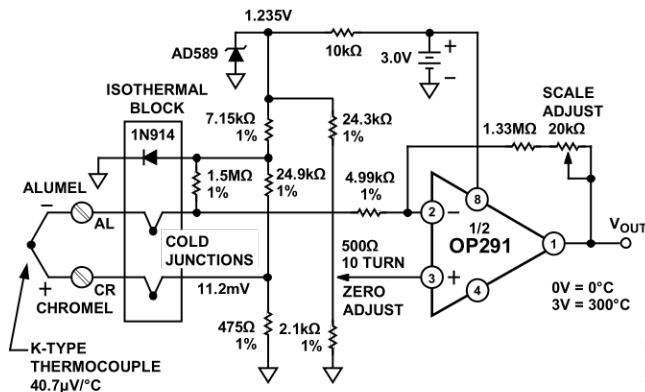 1.235V
AD589
10kΩ
3.0V
+
−
ISOTHERMAL
BLOCK
1N914
7.15kΩ
1%
24.3kΩ
1%
SCALE
ADJUST
1.33MΩ
20kΩ
1.5MΩ
1%
24.9kΩ
1%
4.99kΩ
1%
ALUMEL
−
AL
COLD
JUNCTIONS
+
CR
CHROMEL
11.2mV
500Ω
10 TURN
ZERO
ADJUST
8
2
−
1/2
OP291
3
+
4
1
VOUT
0V = 0°C
3V = 300°C
475Ω
1%
2.1kΩ
1%
K-TYPE
THERMOCOUPLE
40.7μV/°C